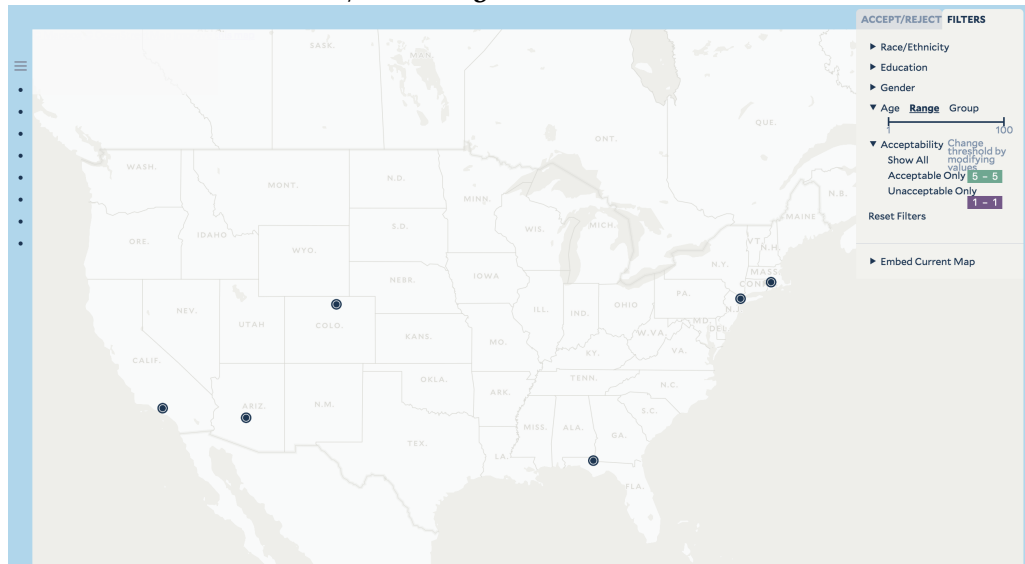 ACCEPT/REJECT FILTERS
Race/Ethnicity
Education
Gender
Age Range Group
1 100
Acceptability Change
threshold by
Show All modifying
values
Acceptable Only 5 – 5
Unacceptable Only
1 – 1
Reset Filters
Embed Current Map
SASK.
MAN.
ONT.
QUE.
N.B.
WASH.
MONT.
N.D.
MINN.
MAINE
ORE.
IDAHO
S.D.
WIS.
MICH.
VT.
N.H.
WYO.
N.Y.
MASS
IOWA
NEBR.
CONN
PA.
NEV.
ILL.
IND.
OHIO
N.J.
UTAH
COLO.
MD.
DEL
KANS.
MO.
W.VA.
VA.
CALIF.
KY.
OKLA.
TENN.
N.C.
ARK.
ARIZ.
N.M.
S.C.
MISS.
ALA.
GA.
TEX.
LA.
FLA.